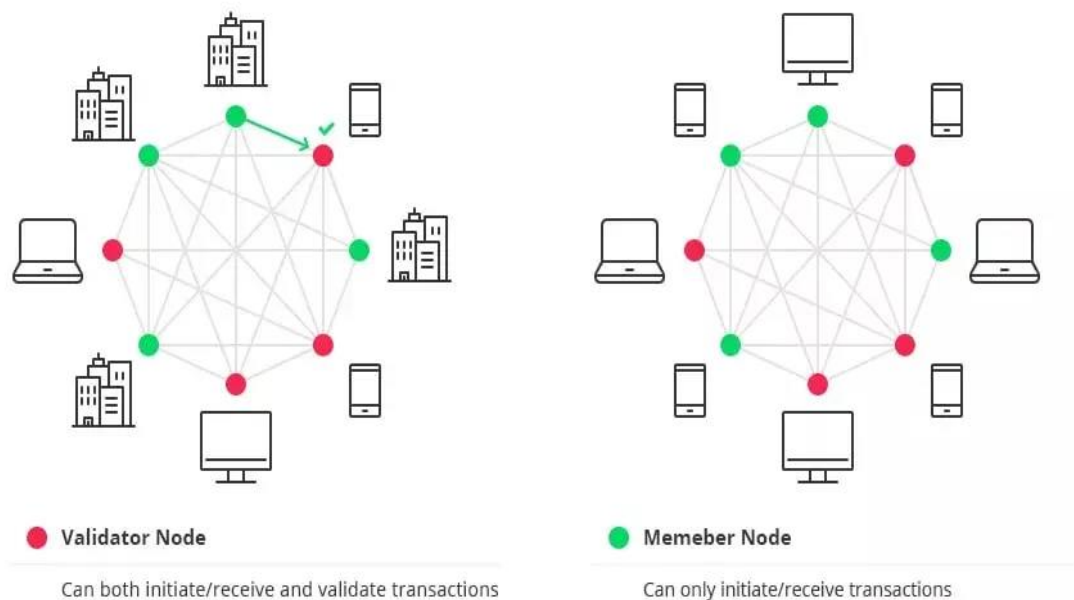 Validator Node
Memeber Node
Can both initiate/receive and validate transactions
Can only initiate/receive transactions